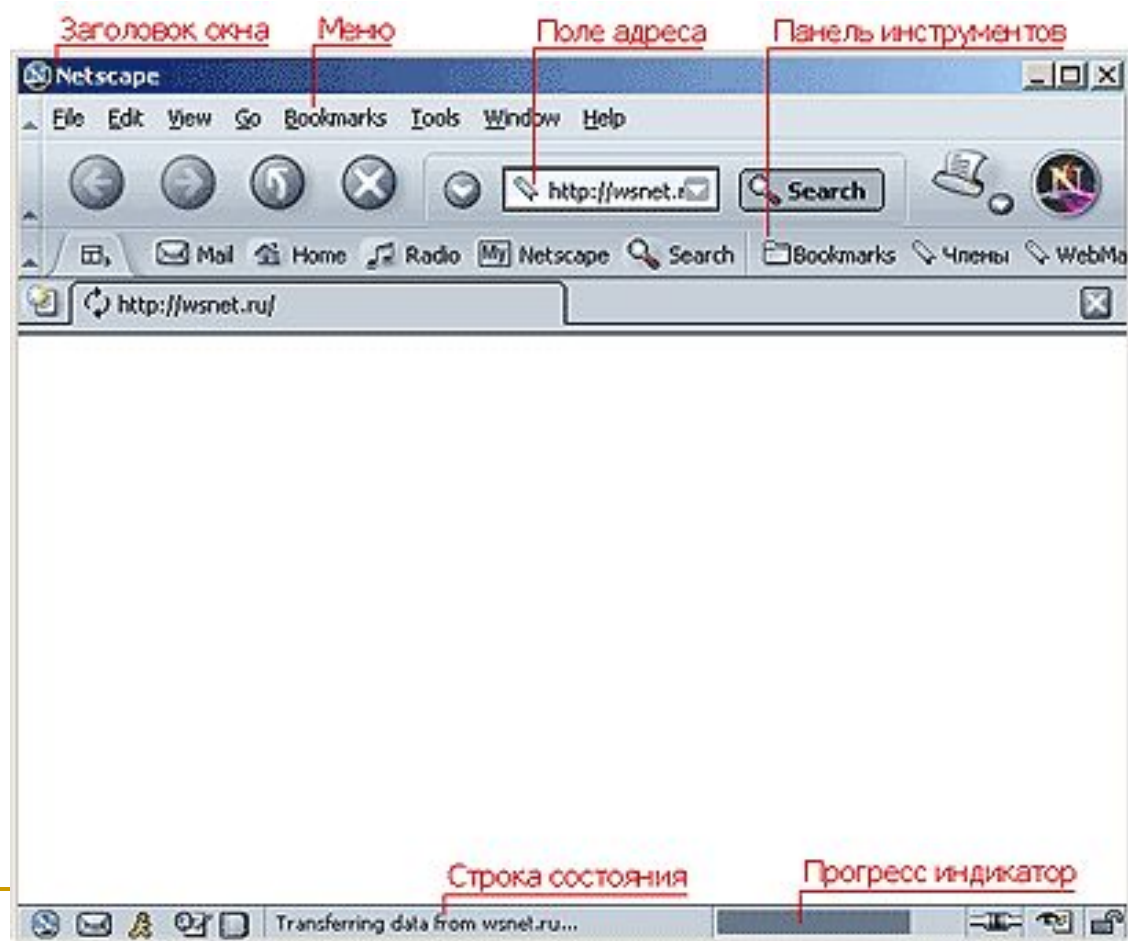 Заголовок окна Меню Поле адреса Панель инструментов
Netscape
File Edit View Go Bookmarks Tools Window Help
http://wsnet.r Search
Mail Home Radio My Netscape Search Bookmarks Члены WebMa
http://wsnet.ru/
Строка состояния Прогресс индикатор
Transferring data from wsnet.ru...